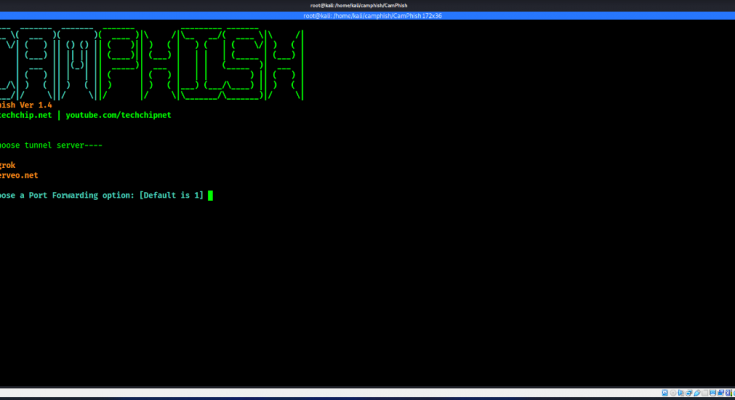 root@kali: /home/kali/camphish/CamPhish
root@kali: /home/kali/camphish/CamPhish 172x36
CAMPHISH
hish Ver 1.4
techchip.net | youtube.com/techchipnet
hoose tunnel server----
grok
erveo.net
ose a Port Forwarding option: [Default is 1]